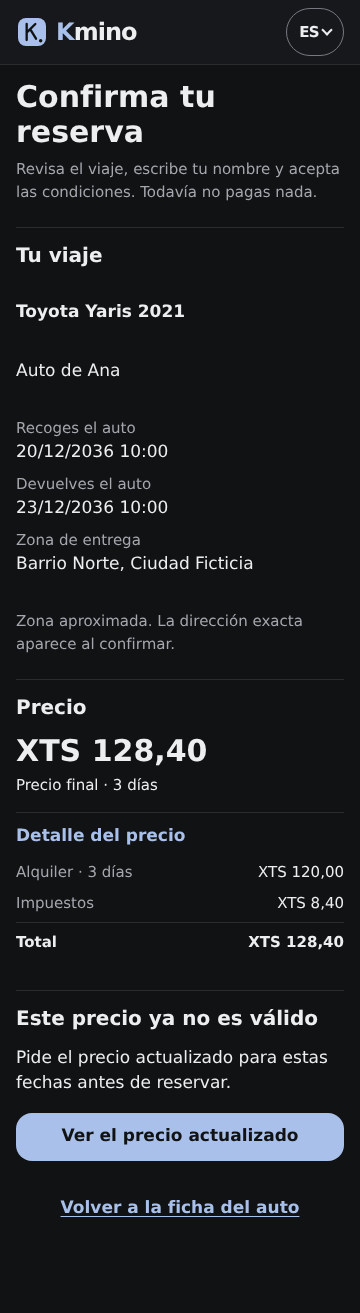 K. Kmino
ES
Confirma tu
reserva
Revisa el viaje, escribe tu nombre y acepta
las condiciones. Todavía no pagas nada.
Tu viaje
Toyota Yaris 2021
Auto de Ana
Recoges el auto
20/12/2036 10:00
Devuelves el auto
23/12/2036 10:00
Zona de entrega
Barrio Norte, Ciudad Ficticia
Zona aproximada. La dirección exacta
aparece al confirmar.
Precio
XTS 128,40
Precio final · 3 días
Detalle del precio
Alquiler · 3 días XTS 120,00
Impuestos XTS 8,40
Total XTS 128,40
Este precio ya no es válido
Pide el precio actualizado para estas
fechas antes de reservar.
Ver el precio actualizado
Volver a la ficha del auto